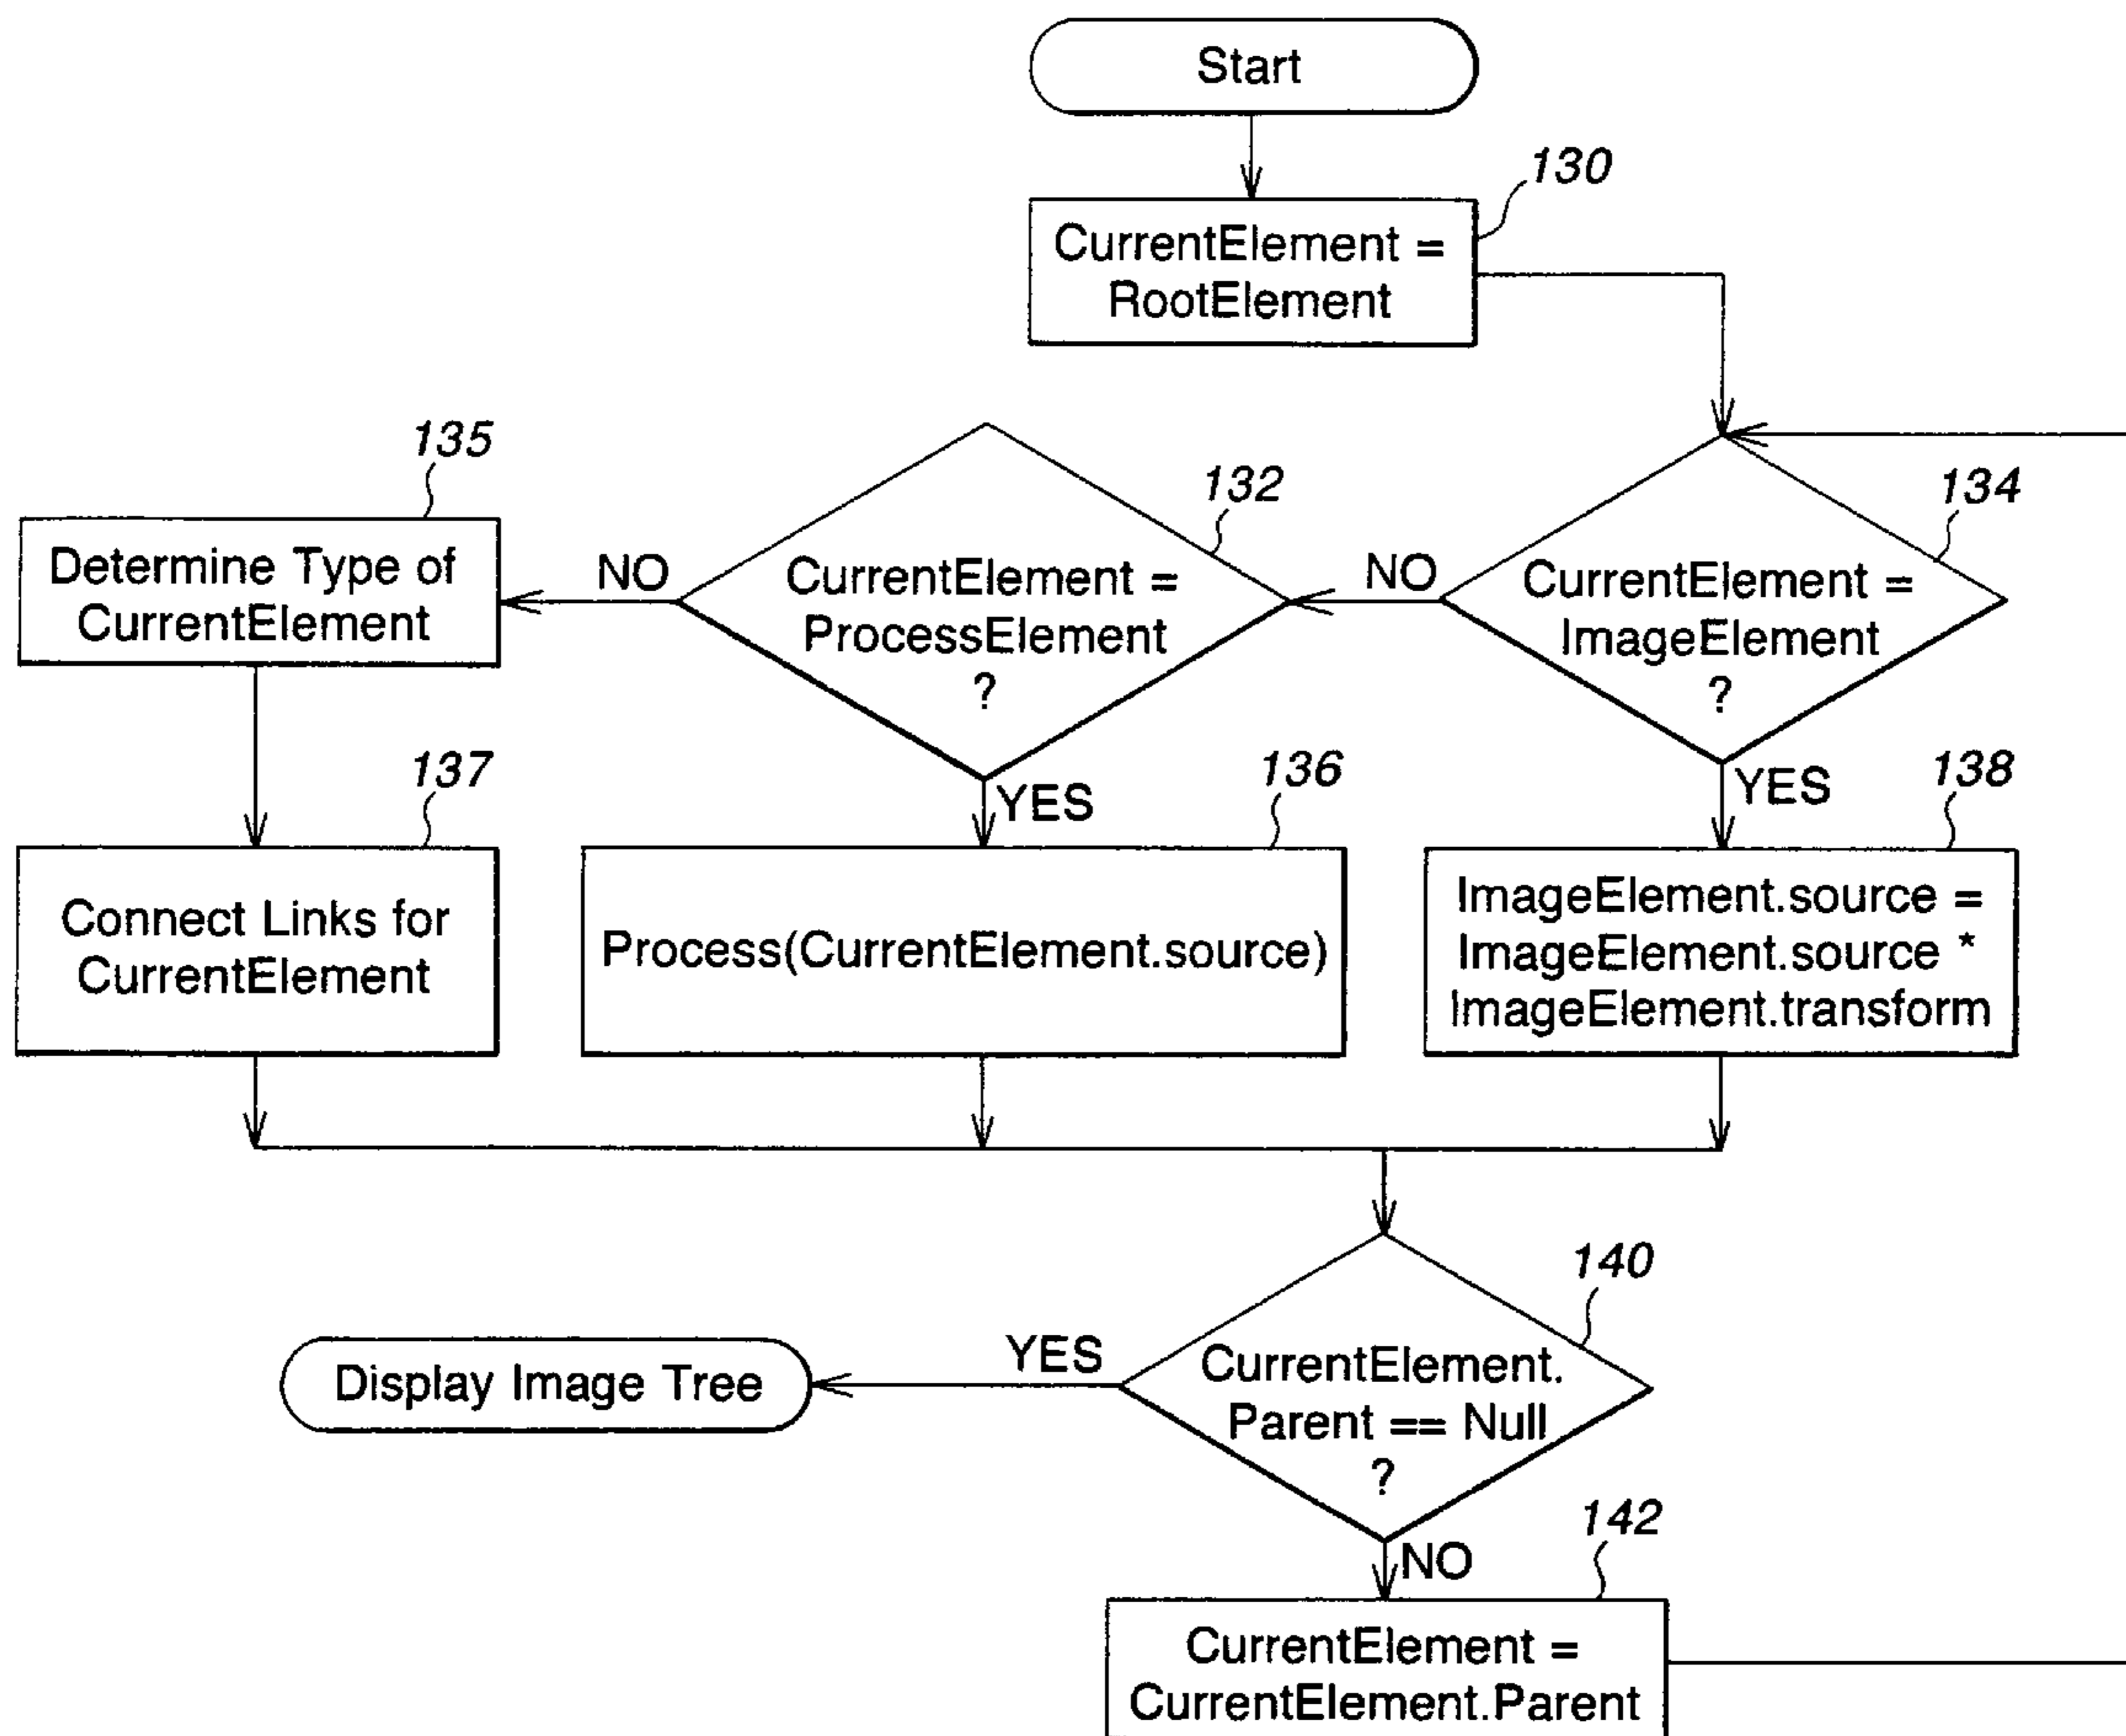 Start
130
CurrentElement =
RootElement
135
Determine Type of
CurrentElement
NO
132
CurrentElement =
ProcessElement
?
NO
134
CurrentElement =
ImageElement
?
YES
YES
137
Connect Links for
CurrentElement
136
Process(CurrentElement.source)
138
ImageElement.source =
ImageElement.source *
ImageElement.transform
140
CurrentElement.
Parent == Null
?
YES
Display Image Tree
NO
142
CurrentElement =
CurrentElement.Parent